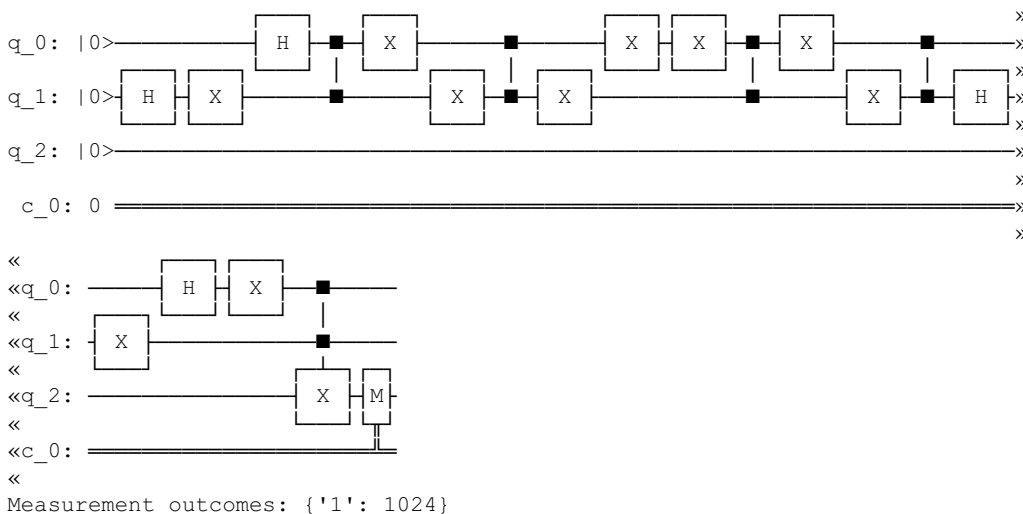 »
H X X X X
q_0: |0> »
»
H X X X X H
q_1: |0> »
»
q_2: |0> »
»
c_0: 0 »
»
«
«q_0: H X
«
«q_1: X
«
«q_2: X M
«
«c_0:
«
Measurement outcomes: {'1': 1024}